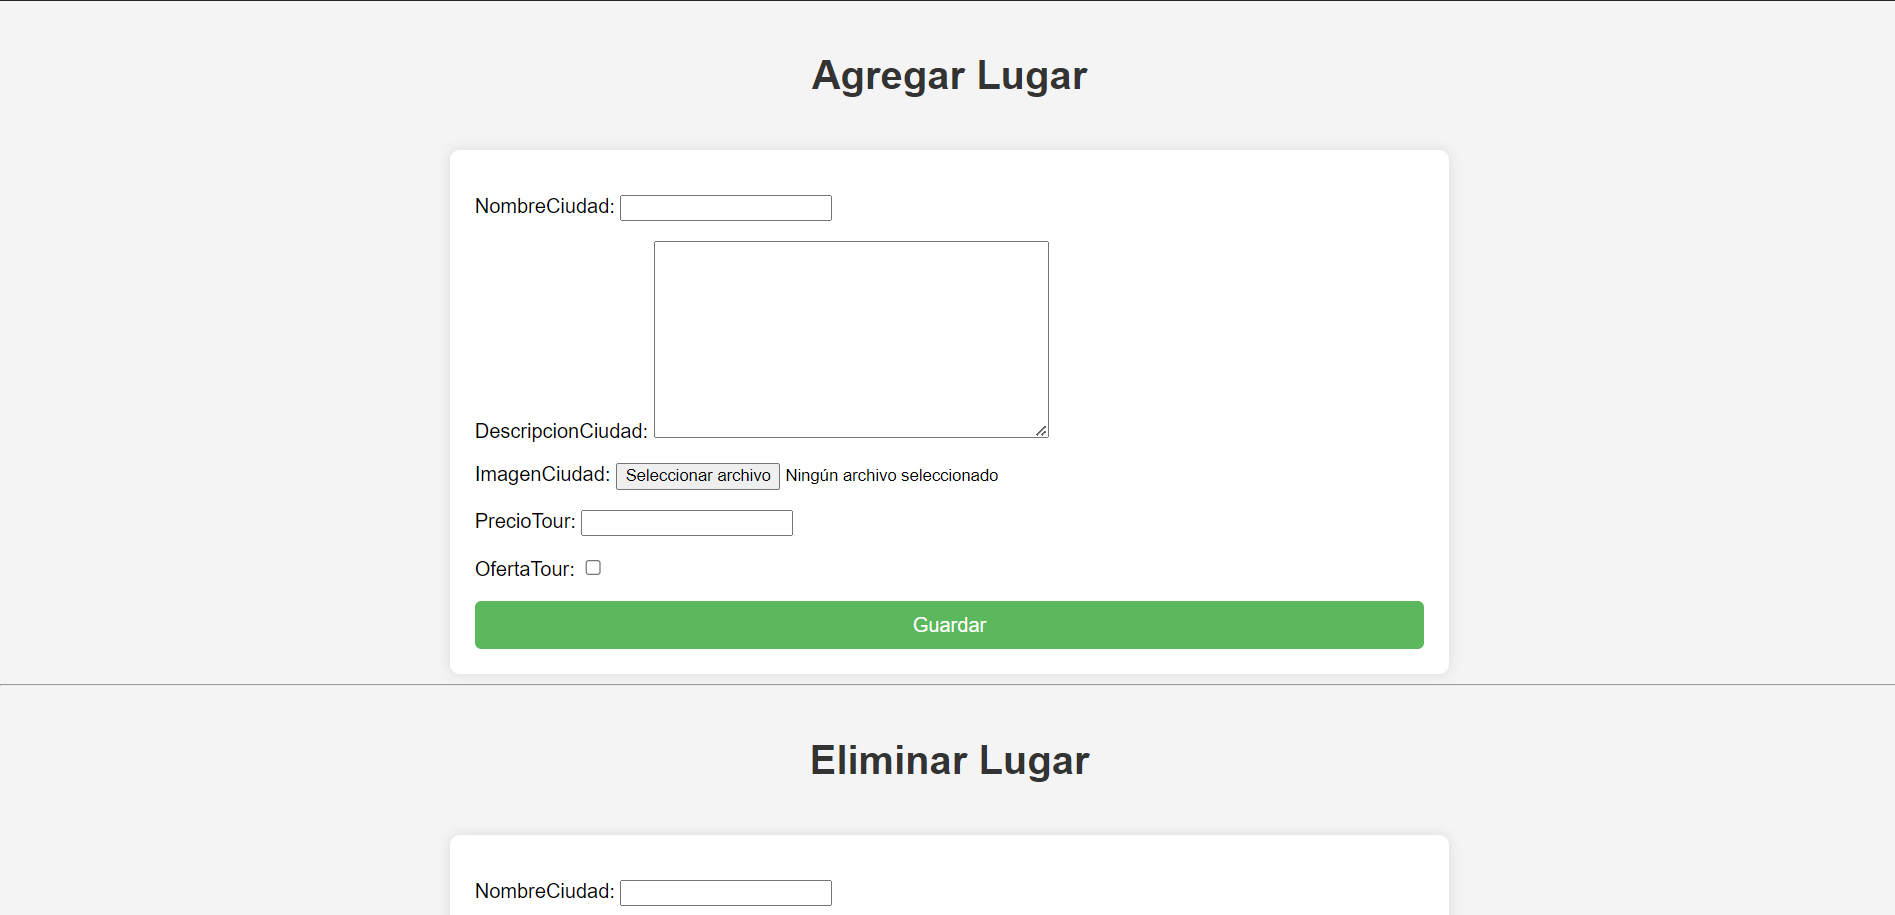 Agregar Lugar
NombreCiudad:
DescripcionCiudad:
ImagenCiudad: Seleccionar archivo Ningún archivo seleccionado
PrecioTour:
OfertaTour:
Guardar
Eliminar Lugar
NombreCiudad: